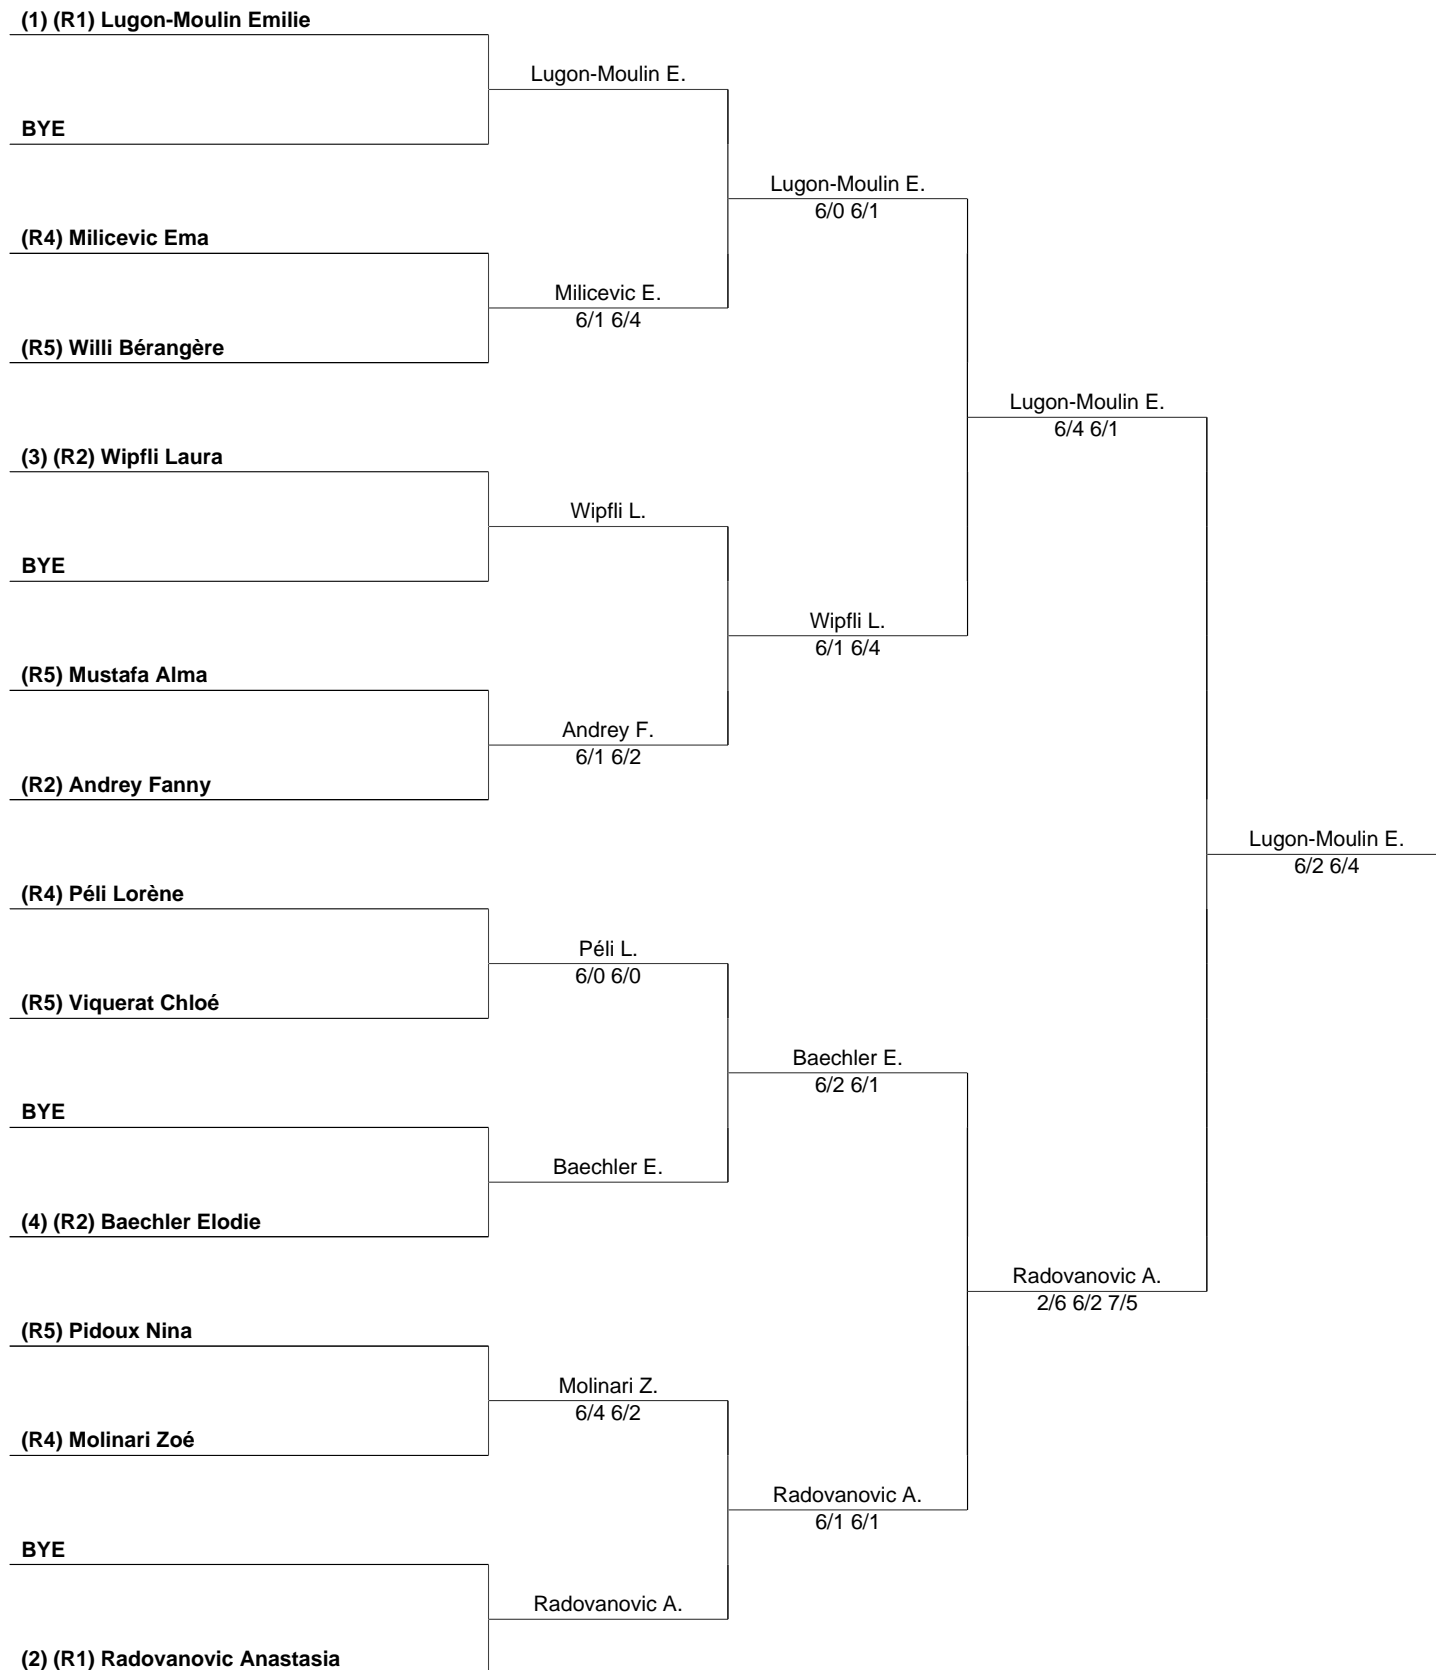 (1) (R1) Lugon-Moulin Emilie
Lugon-Moulin E.
BYE
Lugon-Moulin E.
6/0 6/1
(R4) Milicevic Ema
Milicevic E.
6/1 6/4
(R5) Willi Bérangère
Lugon-Moulin E.
6/4 6/1
(3) (R2) Wipfli Laura
Wipfli L.
BYE
Wipfli L.
6/1 6/4
(R5) Mustafa Alma
Andrey F.
6/1 6/2
(R2) Andrey Fanny
Lugon-Moulin E.
6/2 6/4
(R4) Péli Lorène
Péli L.
6/0 6/0
(R5) Viquerat Chloé
Baechler E.
6/2 6/1
BYE
Baechler E.
(4) (R2) Baechler Elodie
Radovanovic A.
2/6 6/2 7/5
(R5) Pidoux Nina
Molinari Z.
6/4 6/2
(R4) Molinari Zoé
Radovanovic A.
6/1 6/1
BYE
Radovanovic A.
(2) (R1) Radovanovic Anastasia